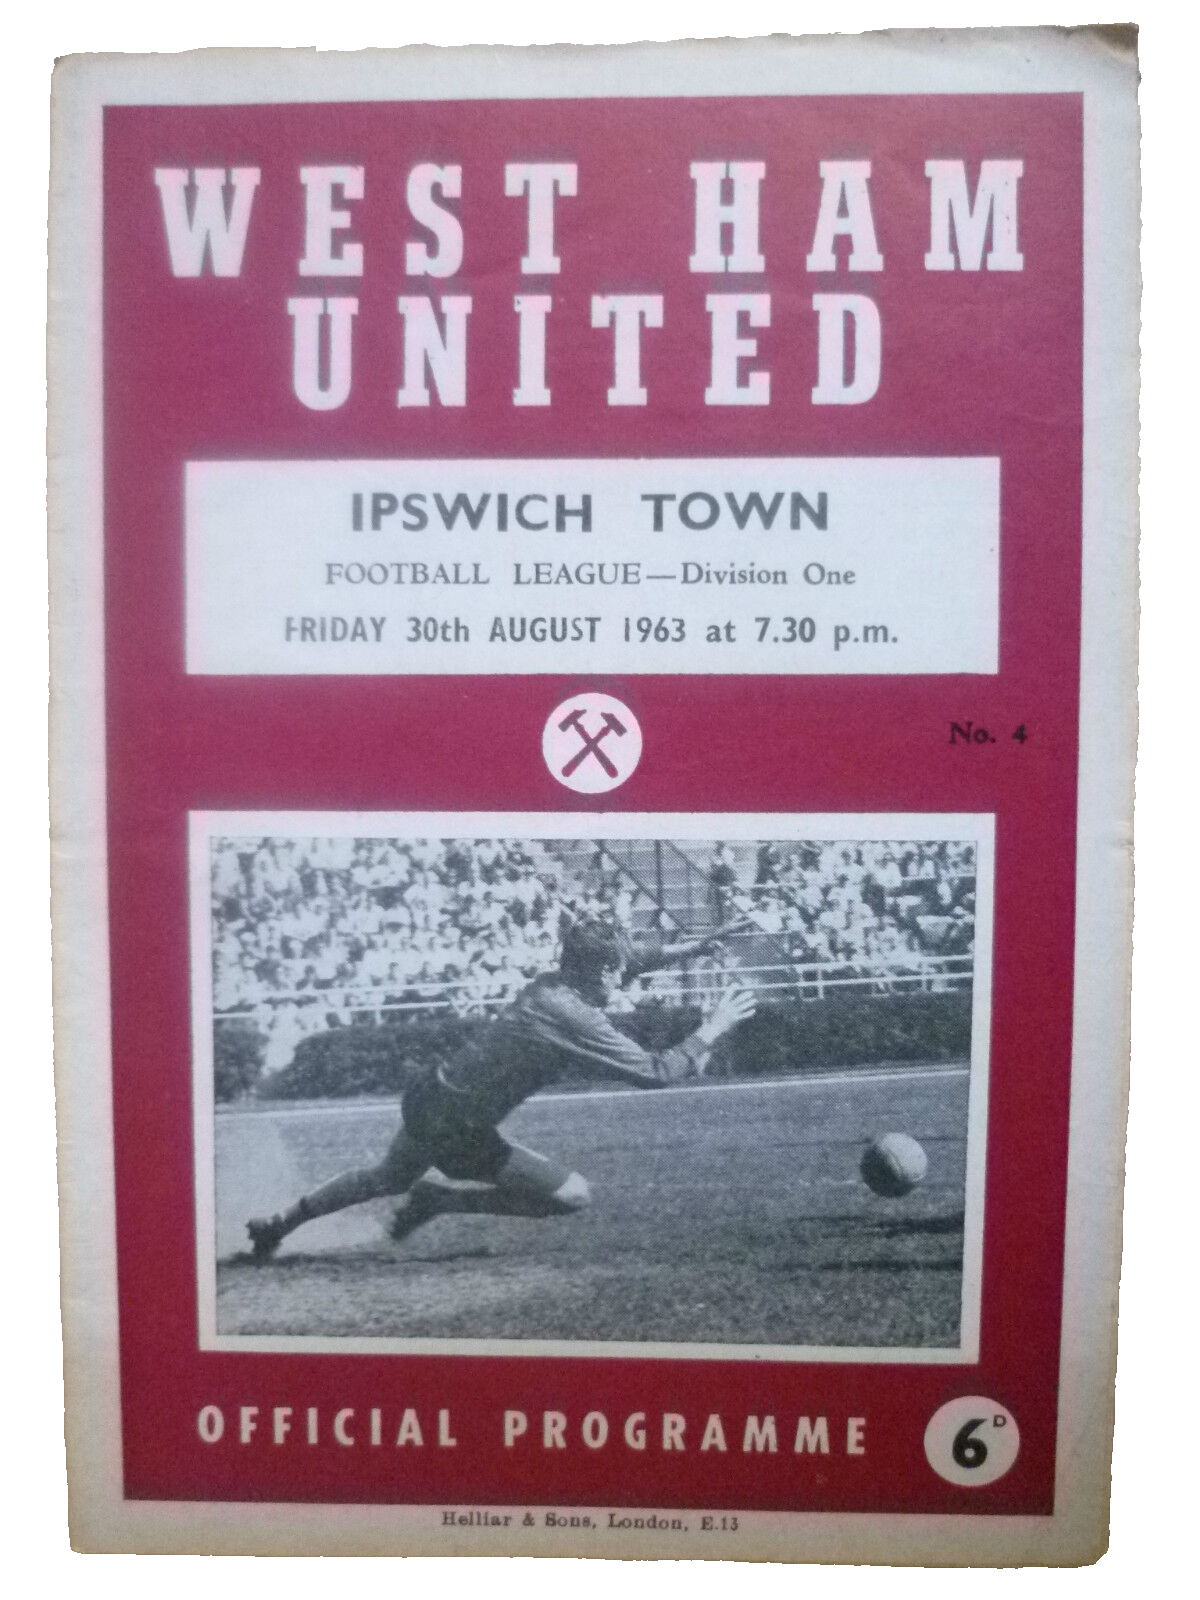 WEST HAM
UNITED
IPSWICH TOWN
FOOTBALL LEAGUE—Division One
FRIDAY 30th AUGUST 1963 at 7.30 p.m.
No. 4
OFFICIAL PROGRAMME
6D
Helliar & Sons, London, E.13